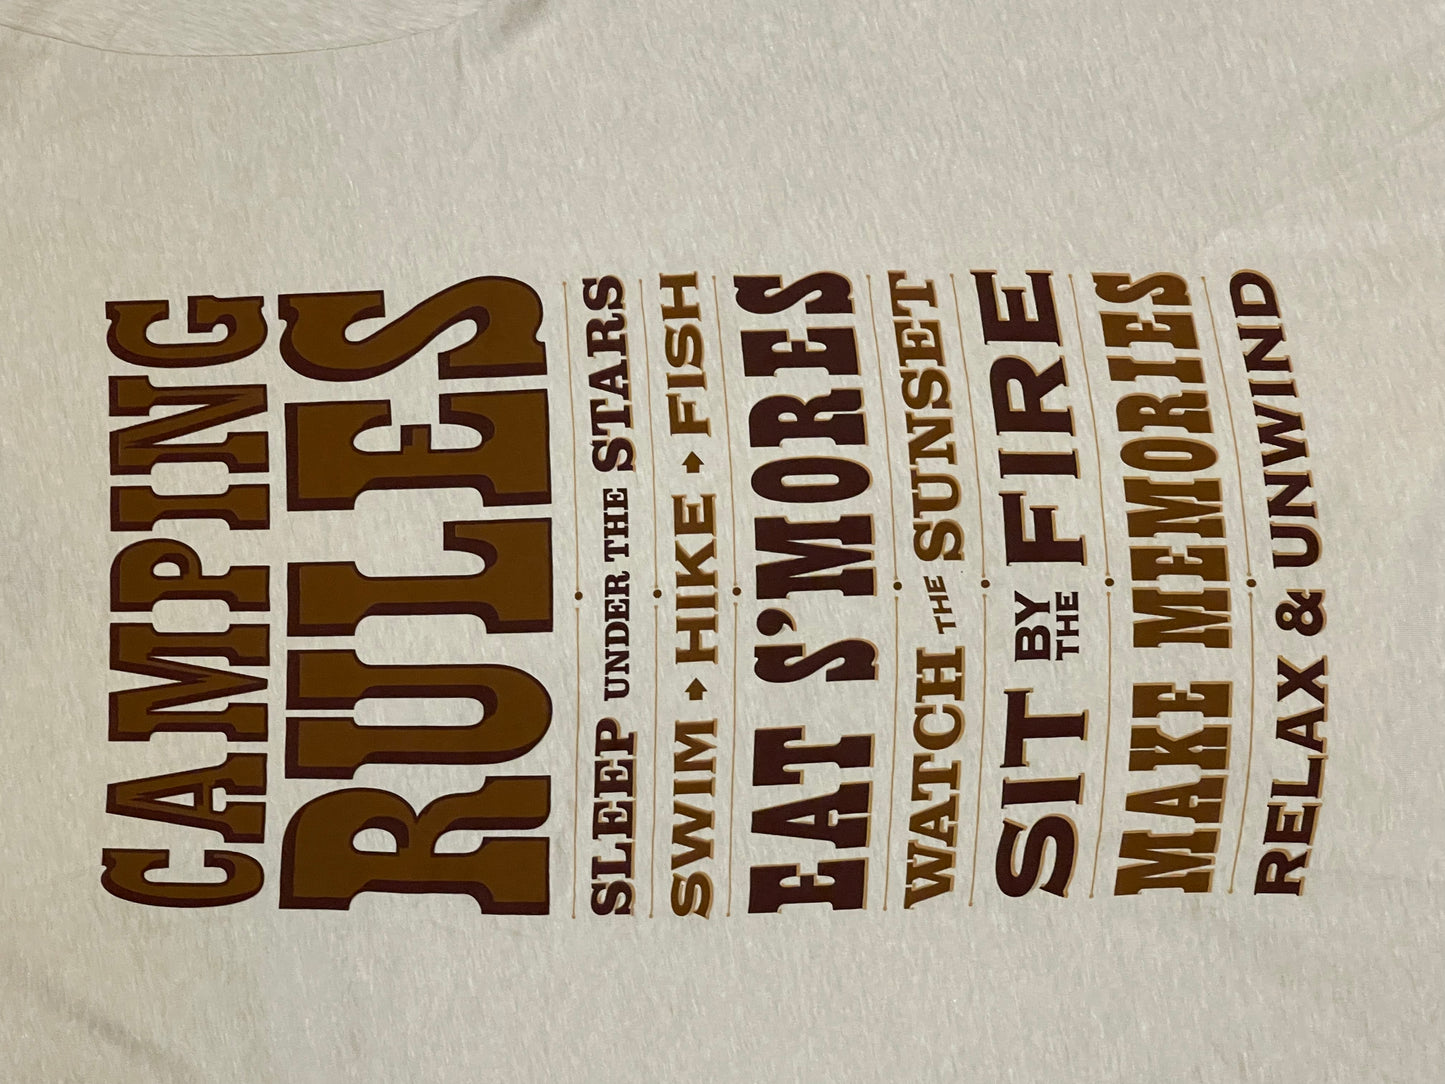 CAMPING
RULES
SLEEP UNDER THE STARS
SWIM HIKE FISH
EAT S'MORES
WATCH THE SUNSET
SIT BY THE FIRE
MAKE MEMORIES
RELAX & UNWIND